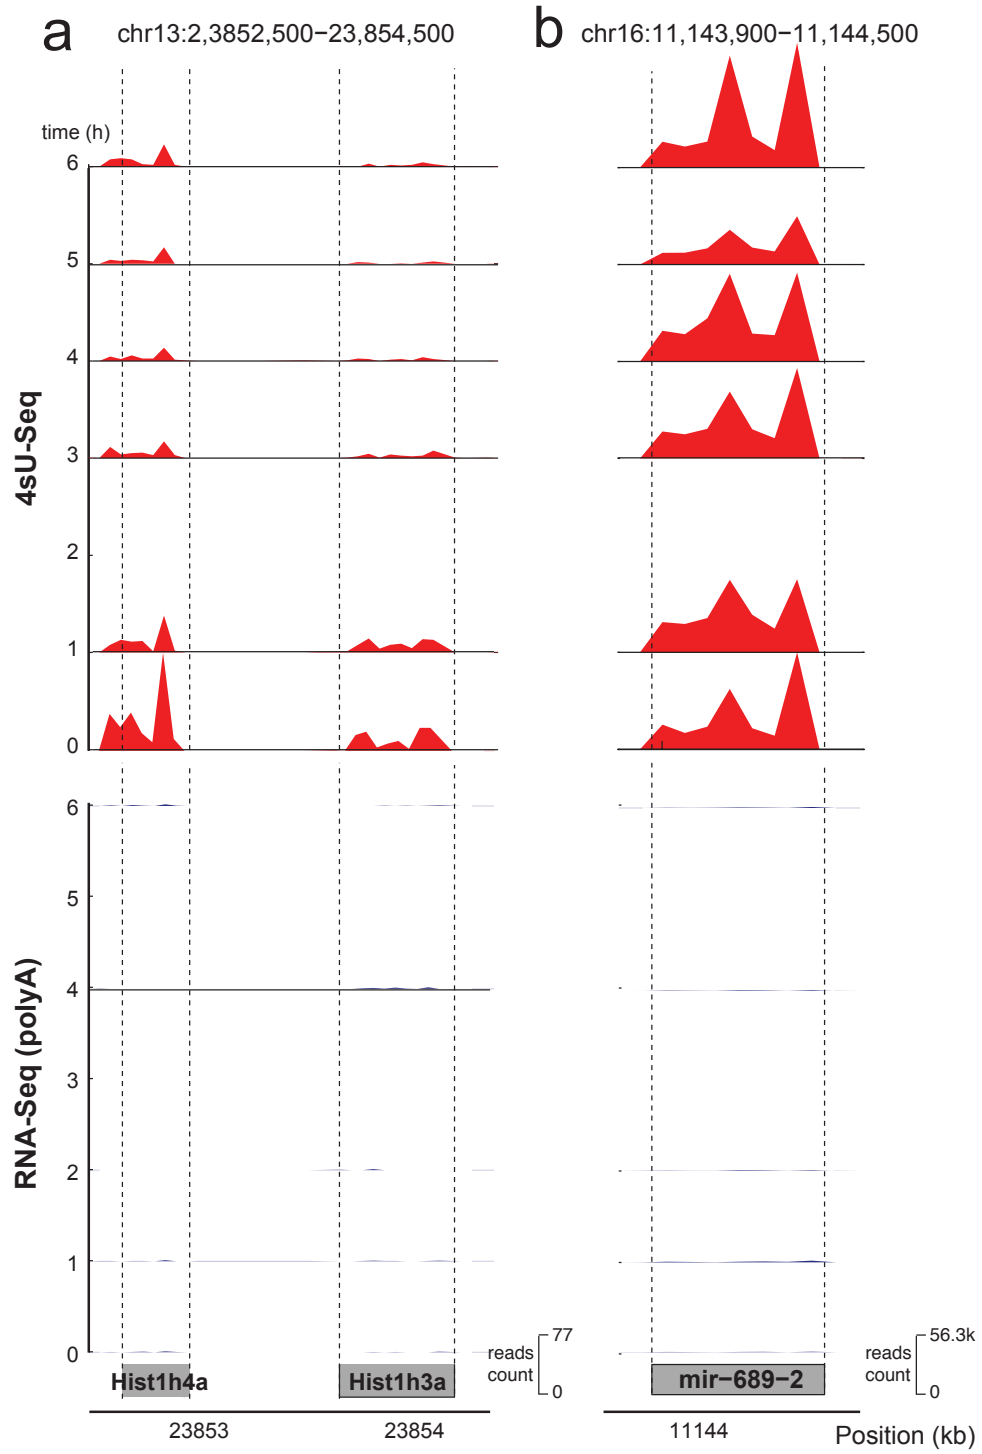 a
chr13:2,3852,500−23,854,500
b
chr16:11,143,900−11,144,500
time (h)
6
5
4
3
2
1
0
4sU-Seq
6
5
4
3
2
1
0
RNA-Seq (polyA)
77
reads
count
0
56.3k
reads
count
0
Hist1h4a
Hist1h3a
mir−689−2
23853
23854
11144
Position (kb)